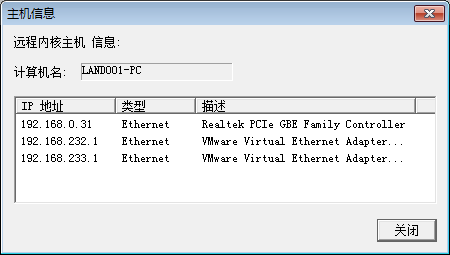 主机信息
远程内核主机 信息:
计算机名: LAND001-PC
IP 地址 类型 描述
192.168.0.31 Ethernet Realtek PCIe GBE Family Controller
192.168.232.1 Ethernet VMware Virtual Ethernet Adapter...
192.168.233.1 Ethernet VMware Virtual Ethernet Adapter...
关闭